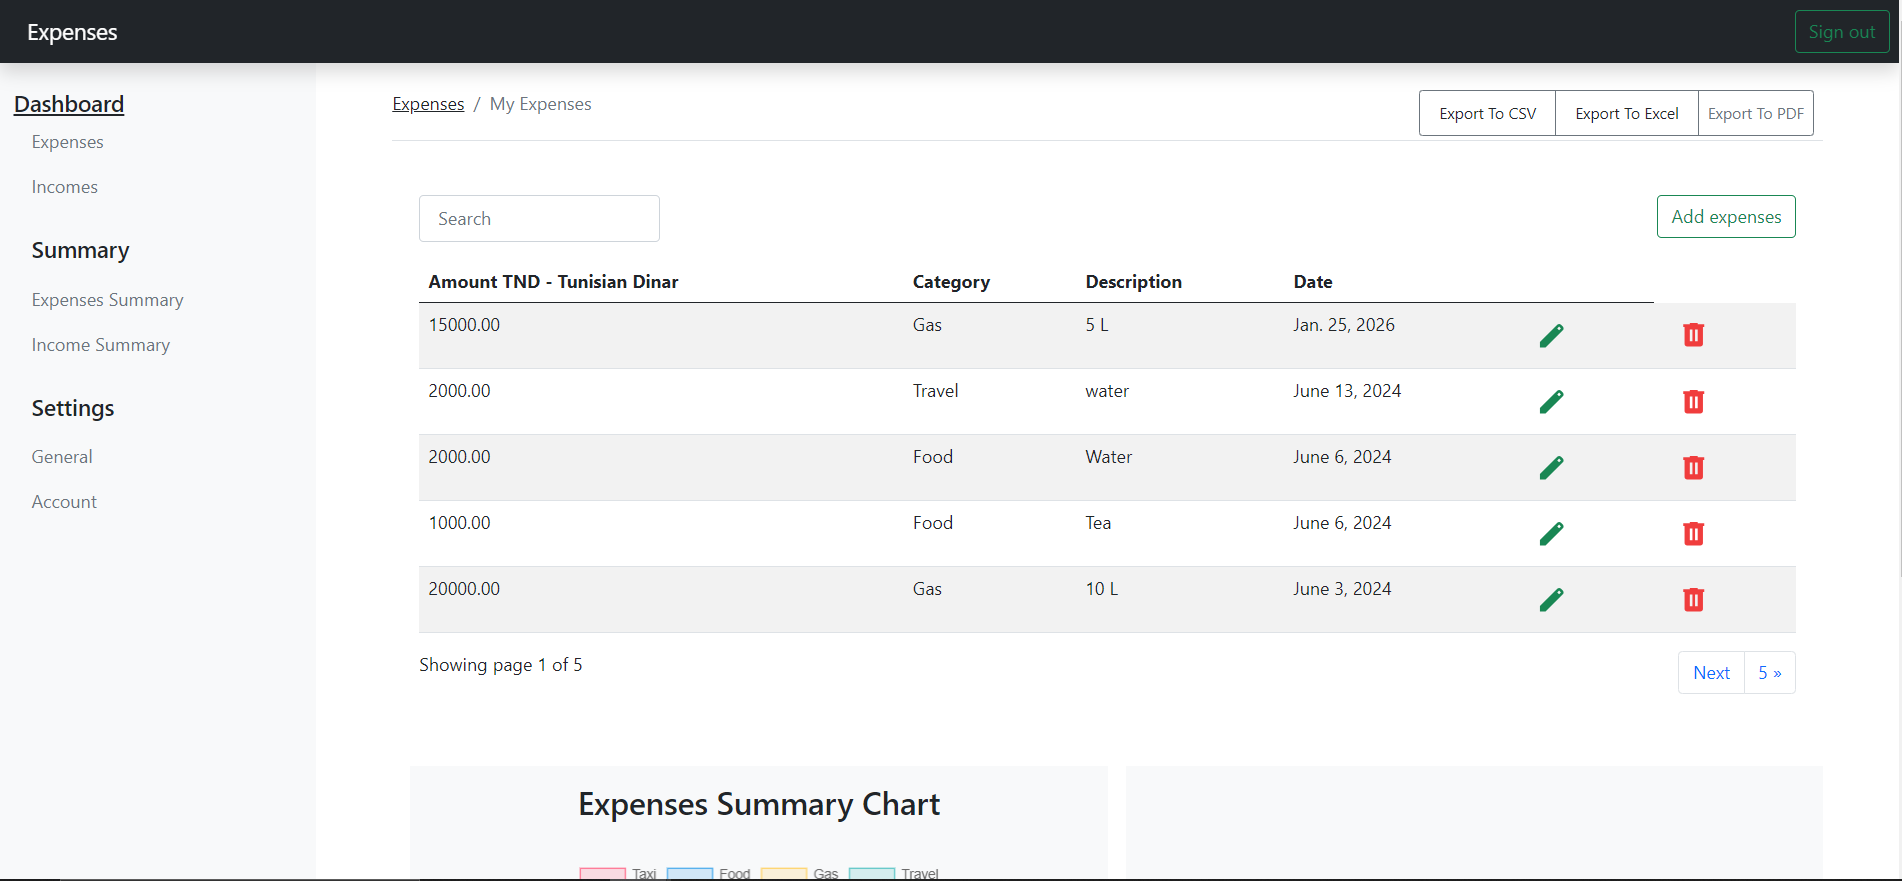 Expenses
Sign out
Dashboard
Expenses
Incomes
Summary
Expenses Summary
Income Summary
Settings
General
Account
Expenses / My Expenses
Export To CSV
Export To Excel
Export To PDF
Search
Add expenses
Amount TND - Tunisian Dinar Category Description Date
15000.00 Gas 5 L Jan. 25, 2026
2000.00 Travel water June 13, 2024
2000.00 Food Water June 6, 2024
1000.00 Food Tea June 6, 2024
20000.00 Gas 10 L June 3, 2024
Showing page 1 of 5
Next 5 »
Expenses Summary Chart
Taxi Food Gas Travel